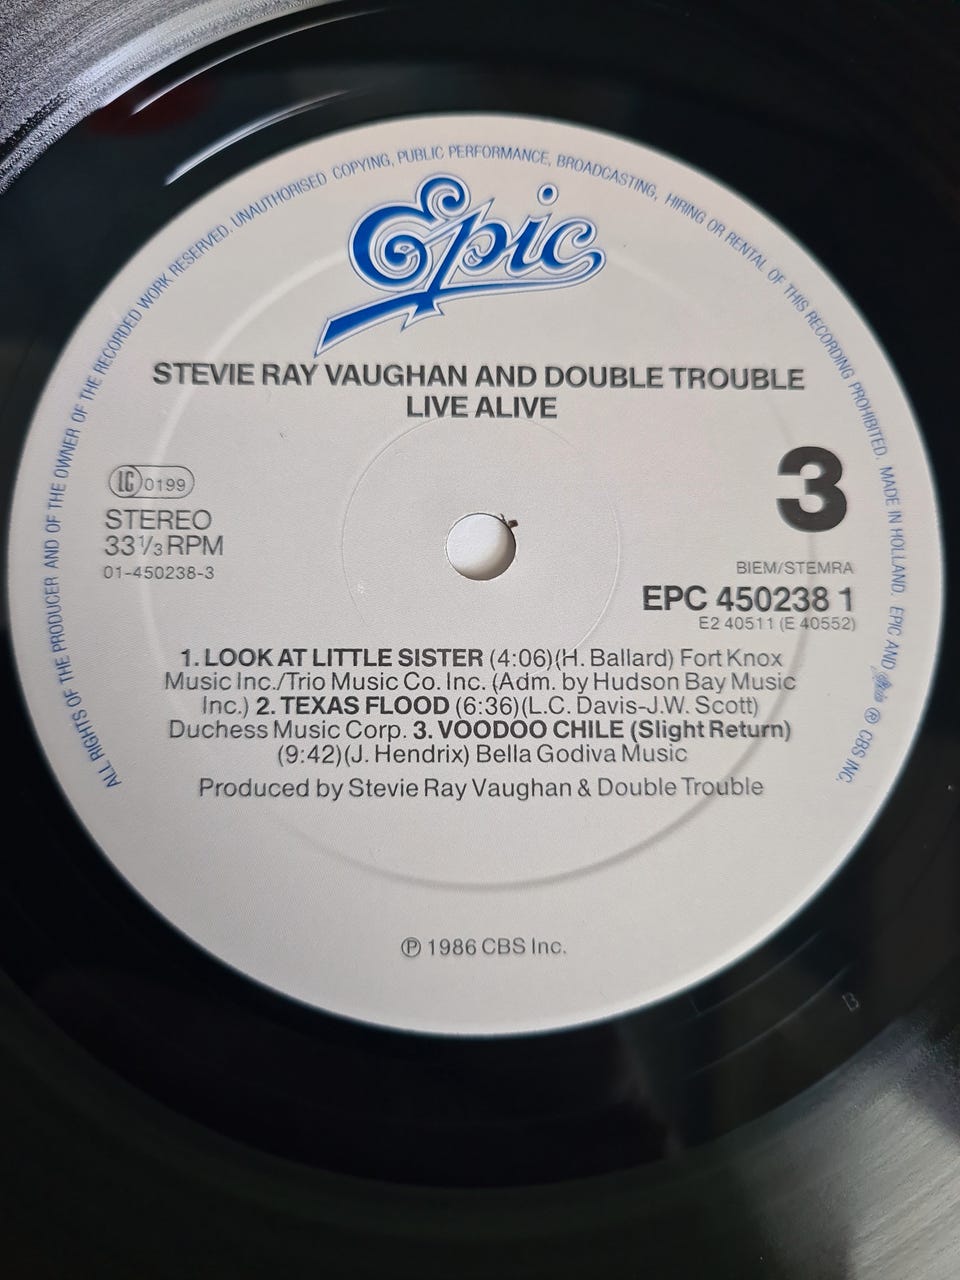 ALL RIGHTS OF THE PRODUCER AND OF THE OWNER OF THE RECORDED WORK RESERVED. UNAUTHORISED COPYING, PUBLIC PERFORMANCE, BROADCASTING, HIRING OR RENTAL OF THIS RECORDING PROHIBITED. MADE IN HOLLAND. EPIC AND Epic ℗ CBS INC.
Epic
STEVIE RAY VAUGHAN AND DOUBLE TROUBLE
LIVE ALIVE
3
LC 0199
STEREO
33 1/3 RPM
01-450238-3
BIEM/STEMRA
EPC 450238 1
E2 40511 (E 40552)
1. LOOK AT LITTLE SISTER (4:06)(H. Ballard) Fort Knox
Music Inc./Trio Music Co. Inc. (Adm. by Hudson Bay Music
Inc.) 2. TEXAS FLOOD (6:36)(L.C. Davis-J.W. Scott)
Duchess Music Corp. 3. VOODOO CHILE (Slight Return)
(9:42)(J. Hendrix) Bella Godiva Music
Produced by Stevie Ray Vaughan & Double Trouble
℗ 1986 CBS Inc.
B